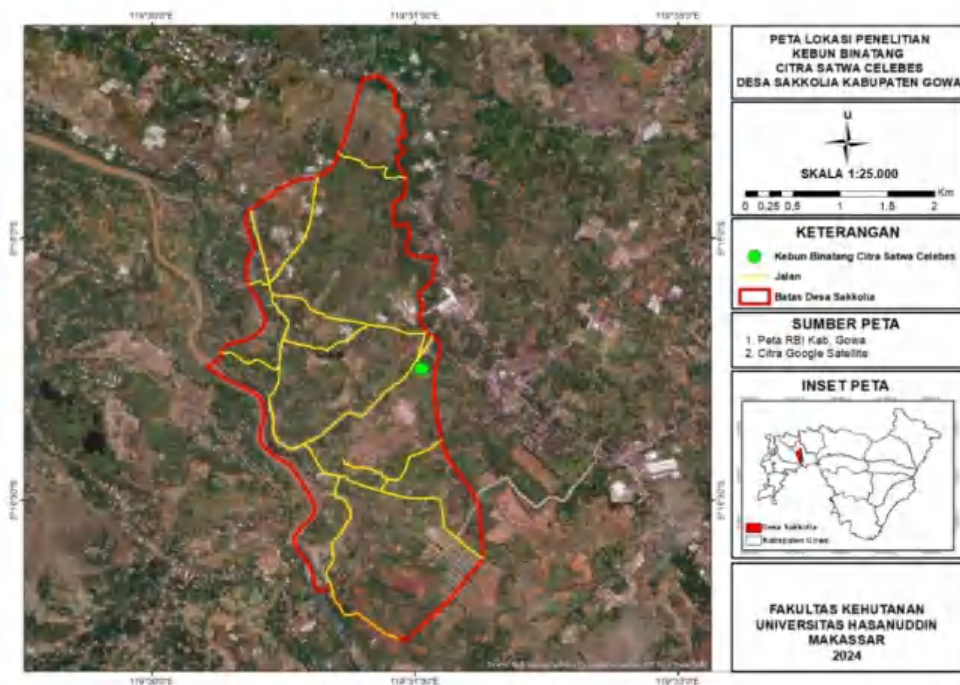 PETA LOKASI PENELITIAN
KEBUN BINATANG
CITRA SATWA CELEBES
DESA SAKKOLIA KABUPATEN GOWA
U
SKALA 1:25.000
Km
0 0,25 0,5 1 1,5 2
KETERANGAN
Kebun Binatang Citra Satwa Celebes
Jalan
Batas Desa Sakkolia
SUMBER PETA
1. Peta RBI Kab. Gowa
2. Citra Google Satellite
INSET PETA
Desa Sakkolia
Kabupaten Gowa
FAKULTAS KEHUTANAN
UNIVERSITAS HASANUDDIN
MAKASSAR
2024